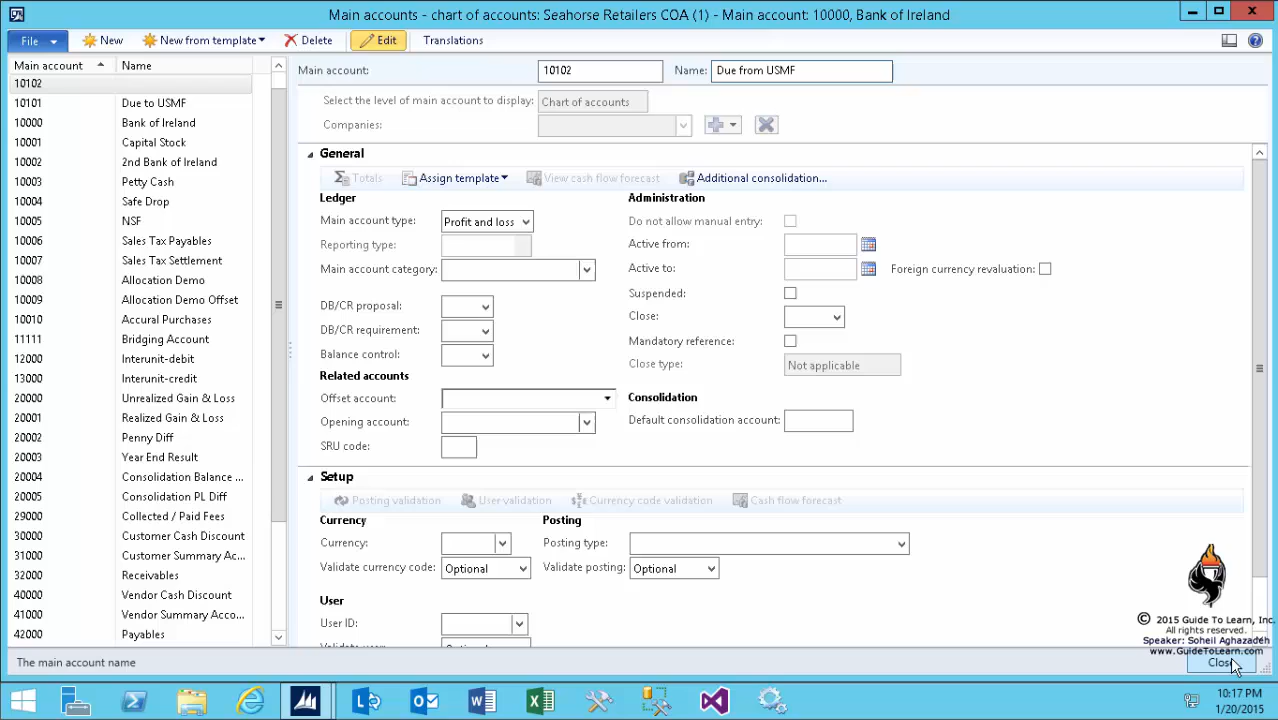 Main accounts - chart of accounts: Seahorse Retailers COA (1) - Main account: 10000, Bank of Ireland
File New New from template Delete Edit Translations
Main account Name
10102
10101 Due to USMF
10000 Bank of Ireland
10001 Capital Stock
10002 2nd Bank of Ireland
10003 Petty Cash
10004 Safe Drop
10005 NSF
10006 Sales Tax Payables
10007 Sales Tax Settlement
10008 Allocation Demo
10009 Allocation Demo Offset
10010 Accural Purchases
11111 Bridging Account
12000 Interunit-debit
13000 Interunit-credit
20000 Unrealized Gain & Loss
20001 Realized Gain & Loss
20002 Penny Diff
20003 Year End Result
20004 Consolidation Balance ...
20005 Consolidation PL Diff
29000 Collected / Paid Fees
30000 Customer Cash Discount
31000 Customer Summary Ac...
32000 Receivables
40000 Vendor Cash Discount
41000 Vendor Summary Acco...
42000 Payables
Main account: 10102 Name: Due from USMF
Select the level of main account to display: Chart of accounts
Companies:
General
Totals Assign template View cash flow forecast Additional consolidation...
Ledger
Main account type: Profit and loss
Reporting type:
Main account category:
DB/CR proposal:
DB/CR requirement:
Balance control:
Related accounts
Offset account:
Opening account:
SRU code:
Administration
Do not allow manual entry:
Active from:
Active to: Foreign currency revaluation:
Suspended:
Close:
Mandatory reference:
Close type: Not applicable
Consolidation
Default consolidation account:
Setup
Posting validation User validation Currency code validation Cash flow forecast
Currency
Currency:
Validate currency code: Optional
Posting
Posting type:
Validate posting: Optional
User
User ID:
Validate user: Optional
© 2015 Guide To Learn, Inc.
All rights reserved.
Speaker: Soheil Aghazadeh
www.GuideToLearn.com
The main account name
Close
10:17 PM
1/20/2015